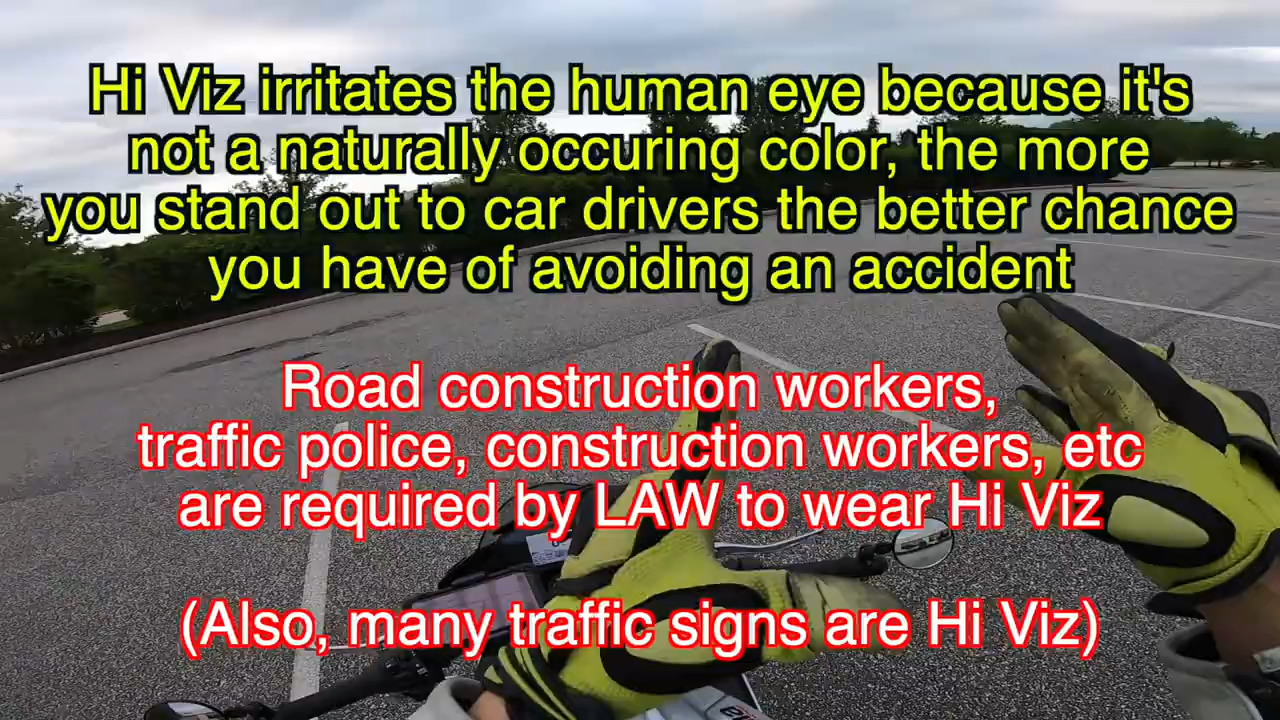 Hi Viz irritates the human eye because it's
not a naturally occuring color, the more
you stand out to car drivers the better chance
you have of avoiding an accident
Road construction workers,
traffic police, construction workers, etc
are required by LAW to wear Hi Viz
(Also, many traffic signs are Hi Viz)